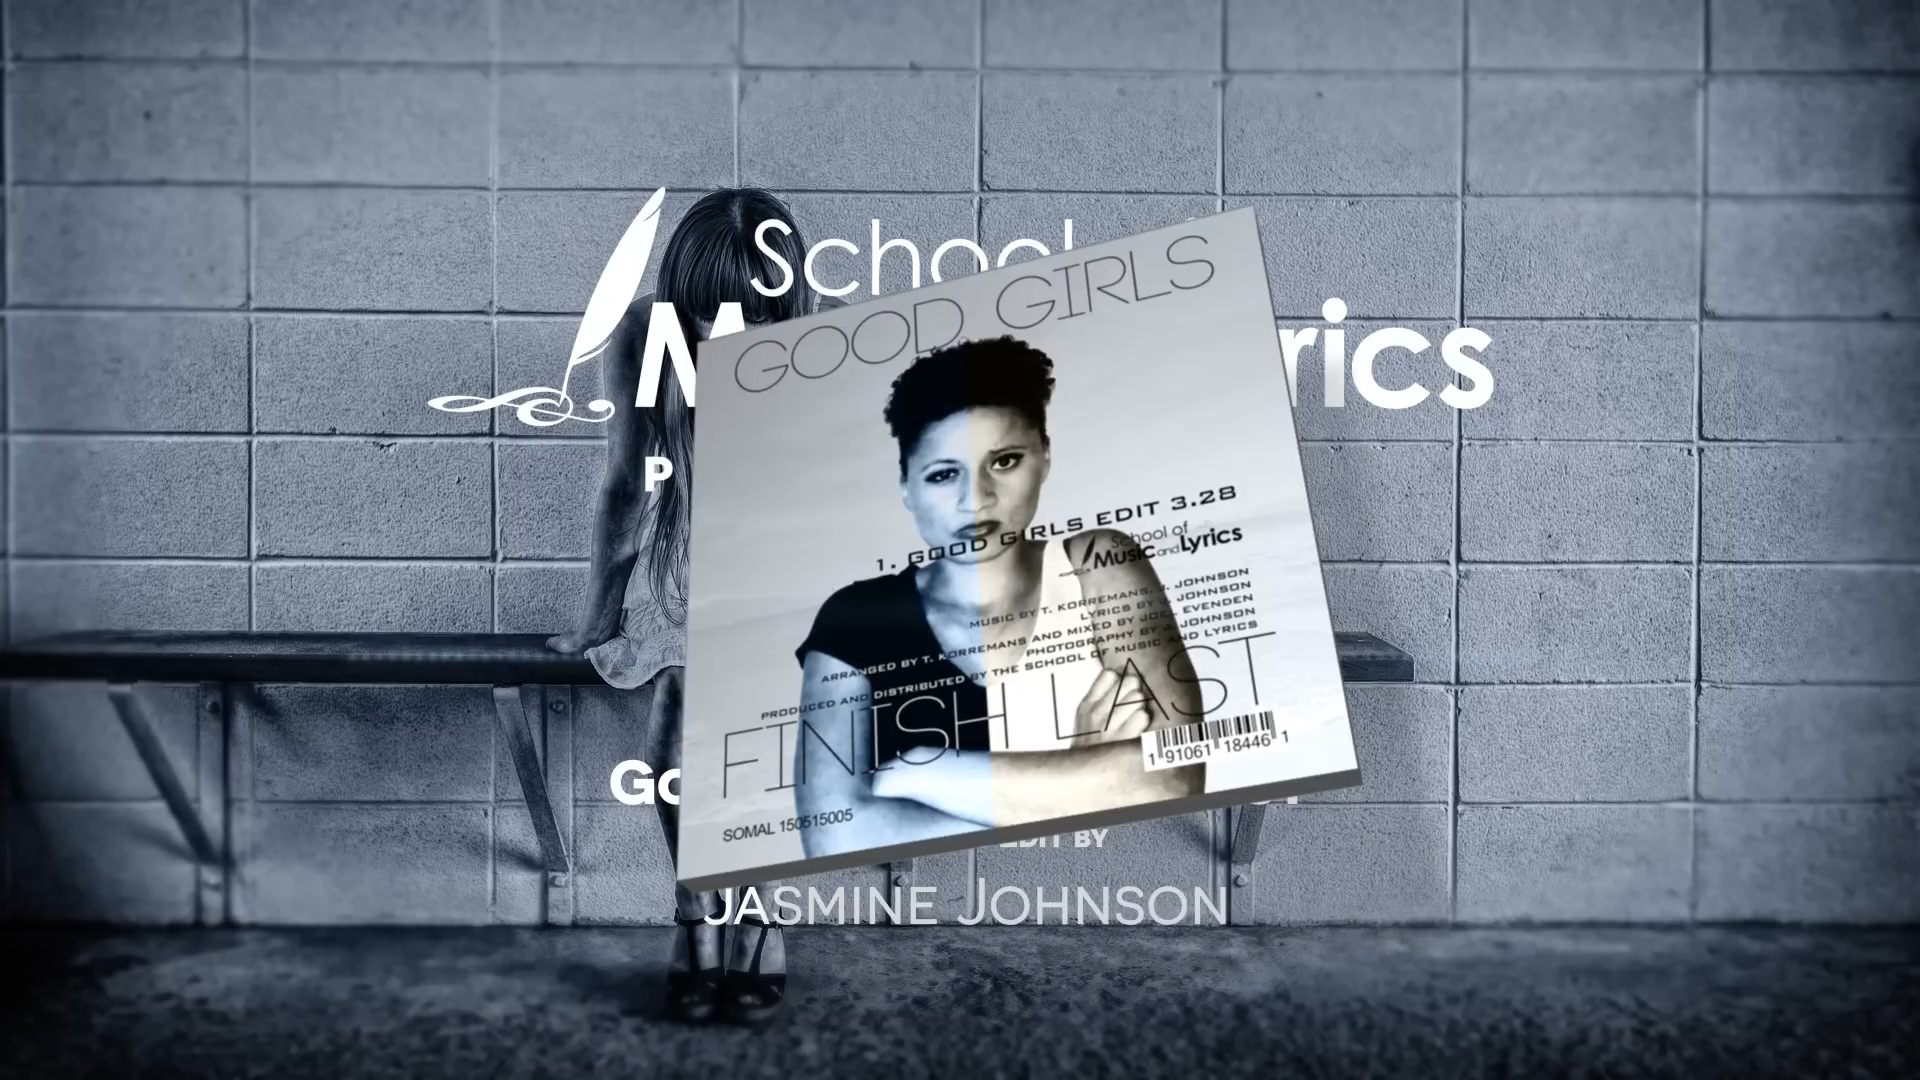 School
rics
GOOD GIRLS
1. GOOD GIRLS EDIT 3.28
School of
Music and Lyrics
MUSIC BY T. KORREMANS, J. JOHNSON
LYRICS BY J. JOHNSON
ARRANGED BY T. KORREMANS AND MIXED BY JOEL EVENDEN
PHOTOGRAPHY BY A. JOHNSON
PRODUCED AND DISTRIBUTED BY THE SCHOOL OF MUSIC AND LYRICS
FINISH LAST
1 91061 18446 1
SOMAL 150515005
EDIT BY
JASMINE JOHNSON